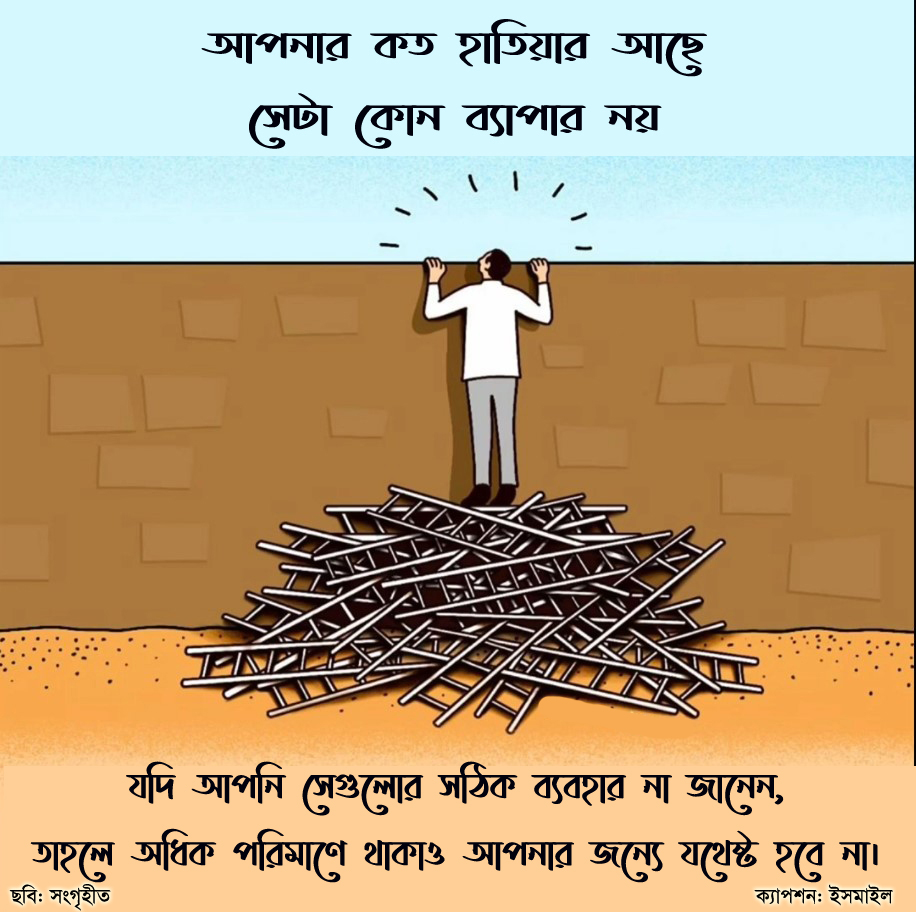 আপনার কত হাতিয়ার আছে
সেটা কোন ব্যাপার নয়
যদি আপনি সেগুলোর সঠিক ব্যবহার না জানেন,
তাহলে অধিক পরিমাণে থাকাও আপনার জন্যে যথেষ্ট হবে না।
ছবি: সংগৃহীত
ক্যাপশন: ইসমাইল